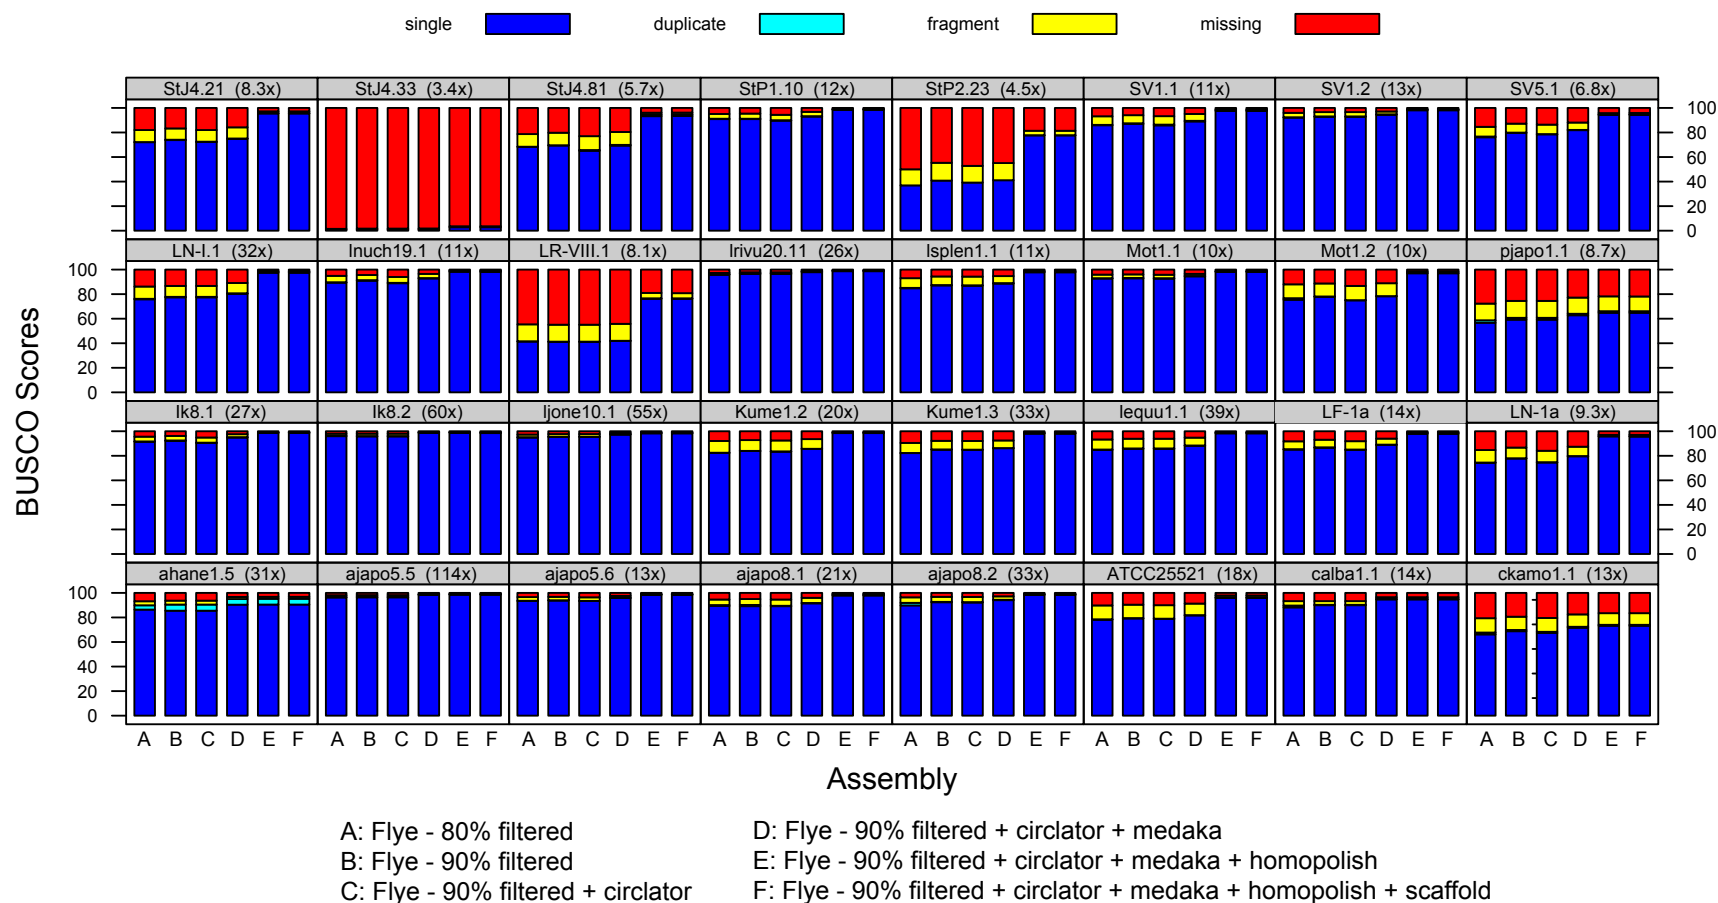 single duplicate fragment missing
StJ4.21 (8.3x) StJ4.33 (3.4x) StJ4.81 (5.7x) StP1.10 (12x) StP2.23 (4.5x) SV1.1 (11x) SV1.2 (13x) SV5.1 (6.8x)
100
80
60
40
20
0
LN-I.1 (32x) lnuch19.1 (11x) LR-VIII.1 (8.1x) lrivu20.11 (26x) lsplen1.1 (11x) Mot1.1 (10x) Mot1.2 (10x) pjapo1.1 (8.7x)
100
80
60
40
20
0
lk8.1 (27x) lk8.2 (60x) ljone10.1 (55x) Kume1.2 (20x) Kume1.3 (33x) lequu1.1 (39x) LF-1a (14x) LN-1a (9.3x)
100
80
60
40
20
0
ahane1.5 (31x) ajapo5.5 (114x) ajapo5.6 (13x) ajapo8.1 (21x) ajapo8.2 (33x) ATCC25521 (18x) calba1.1 (14x) ckamo1.1 (13x)
100
80
60
40
20
0
A B C D E F A B C D E F A B C D E F A B C D E F A B C D E F A B C D E F A B C D E F A B C D E F
BUSCO Scores
Assembly
A: Flye - 80% filtered
B: Flye - 90% filtered
C: Flye - 90% filtered + circlator
D: Flye - 90% filtered + circlator + medaka
E: Flye - 90% filtered + circlator + medaka + homopolish
F: Flye - 90% filtered + circlator + medaka + homopolish + scaffold